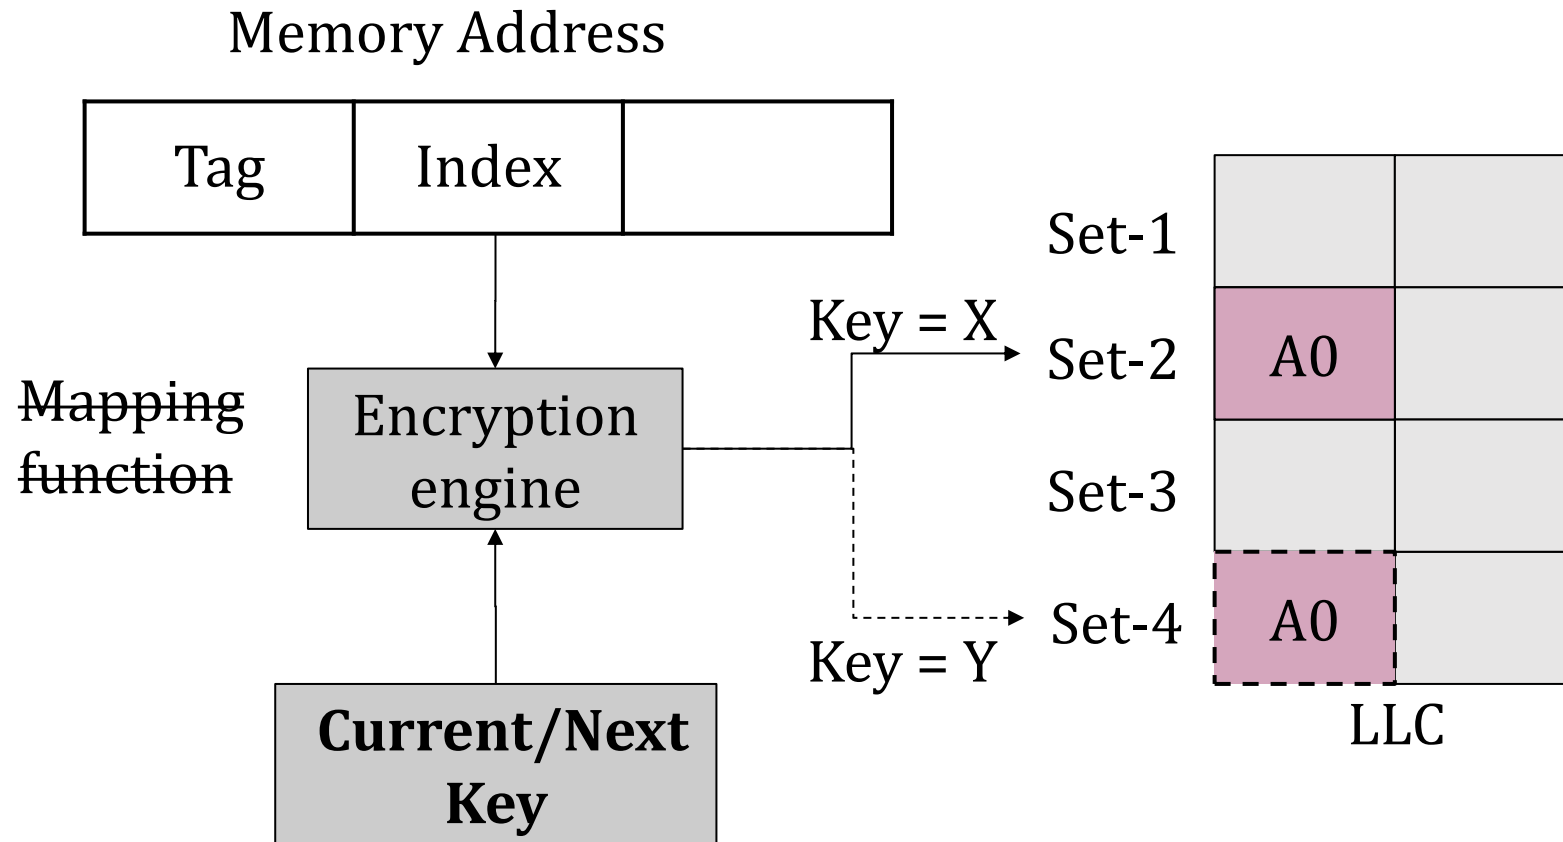 Memory Address
Tag
Index
Set-1
Key = X
Set-2
A0
Mapping
function
Encryption
engine
Set-3
Key = Y
Set-4
A0
Current/Next
Key
LLC